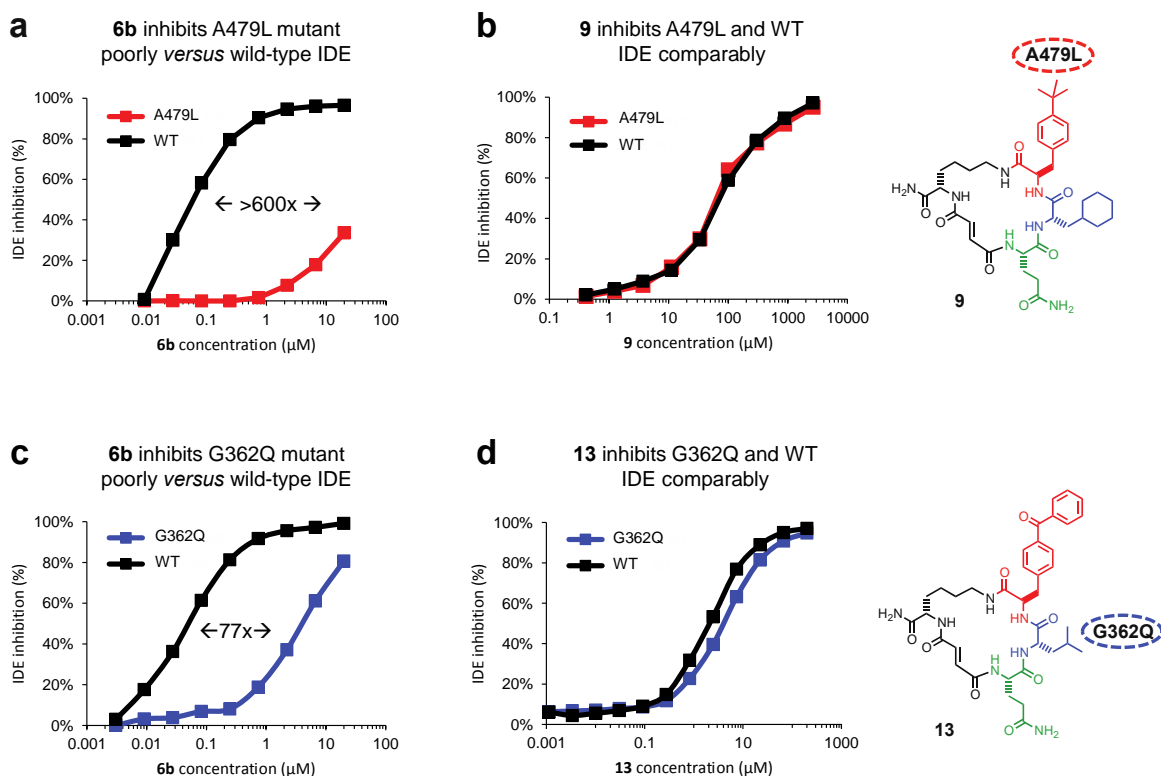 a
6b inhibits A479L mutant
poorly versus wild-type IDE
100%
80%
60%
40%
20%
0%
IDE inhibition (%)
A479L
WT
← >600x →
0.001
0.01
0.1
1
10
100
6b concentration (µM)
b
9 inhibits A479L and WT
IDE comparably
100%
80%
60%
40%
20%
0%
IDE inhibition (%)
A479L
WT
0.1
1
10
100
1000
10000
9 concentration (µM)
A479L
O
N
H
HN
O
H2N
O
NH
O
HN
H
N
O
O
O
O
NH2
9
c
6b inhibits G362Q mutant
poorly versus wild-type IDE
100%
80%
60%
40%
20%
0%
IDE inhibition (%)
G362Q
WT
←77x→
0.001
0.01
0.1
1
10
100
6b concentration (µM)
d
13 inhibits G362Q and WT
IDE comparably
100%
80%
60%
40%
20%
0%
IDE inhibition (%)
G362Q
WT
0.001
0.1
10
1000
13 concentration (µM)
O
G362Q
O
N
H
HN
O
H2N
O
NH
O
HN
H
N
O
O
O
NH2
13